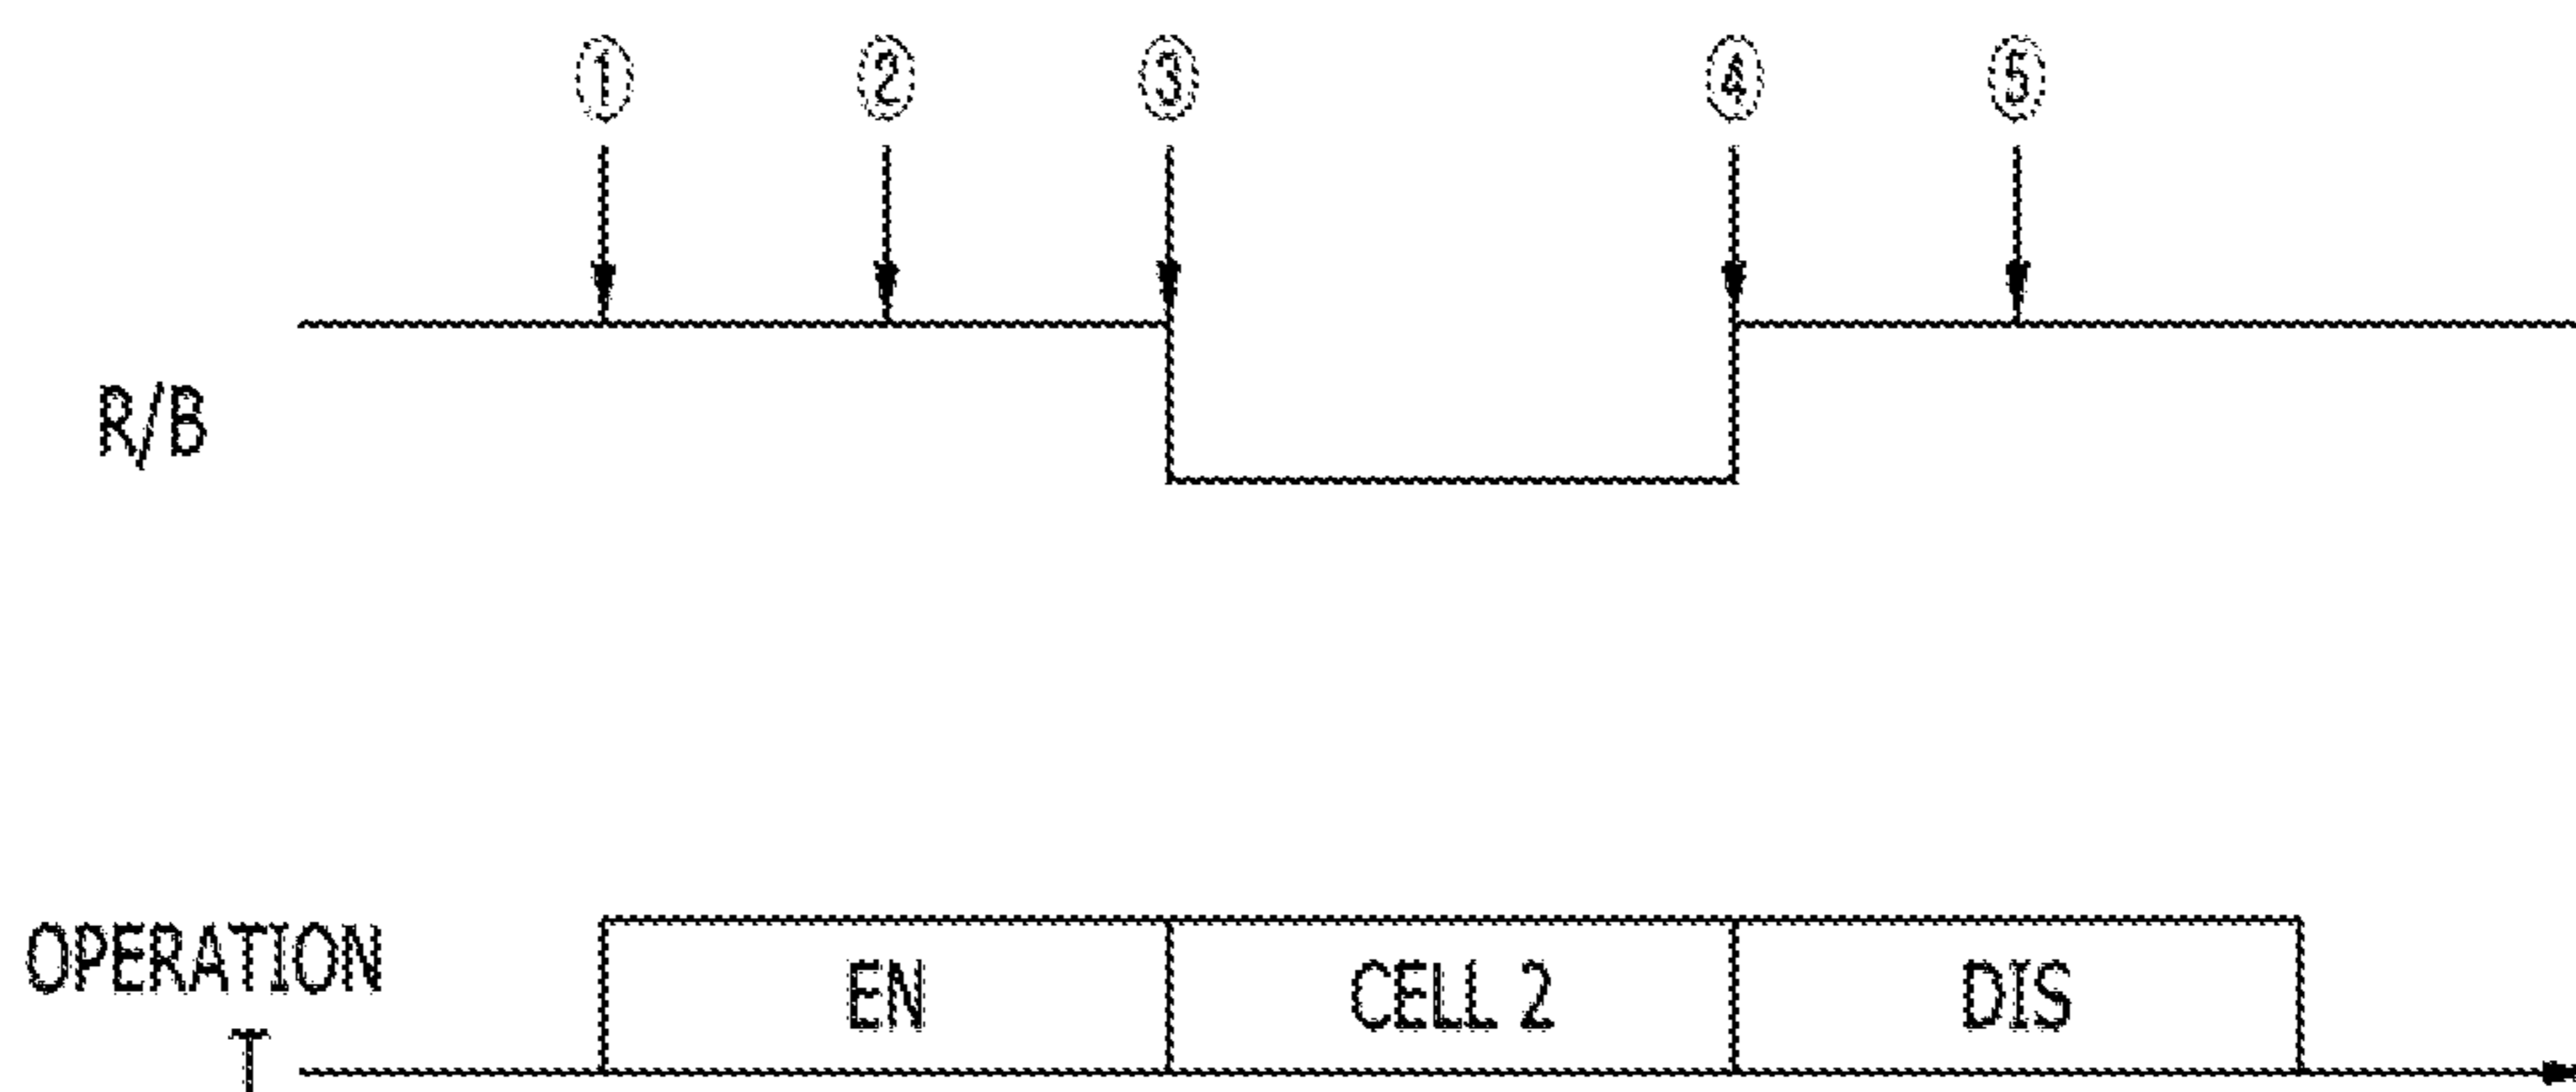 ① ② ③ ④ ⑤
R/B
OPERATION
EN CELL 2 DIS